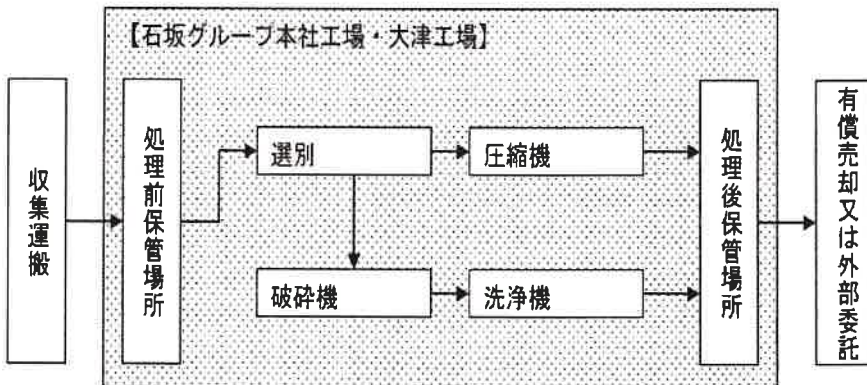 【石坂グループ本社工場・大津工場】
収集運搬
処理前保管場所
選別
圧縮機
破砕機
洗浄機
処理後保管場所
有償売却又は外部委託